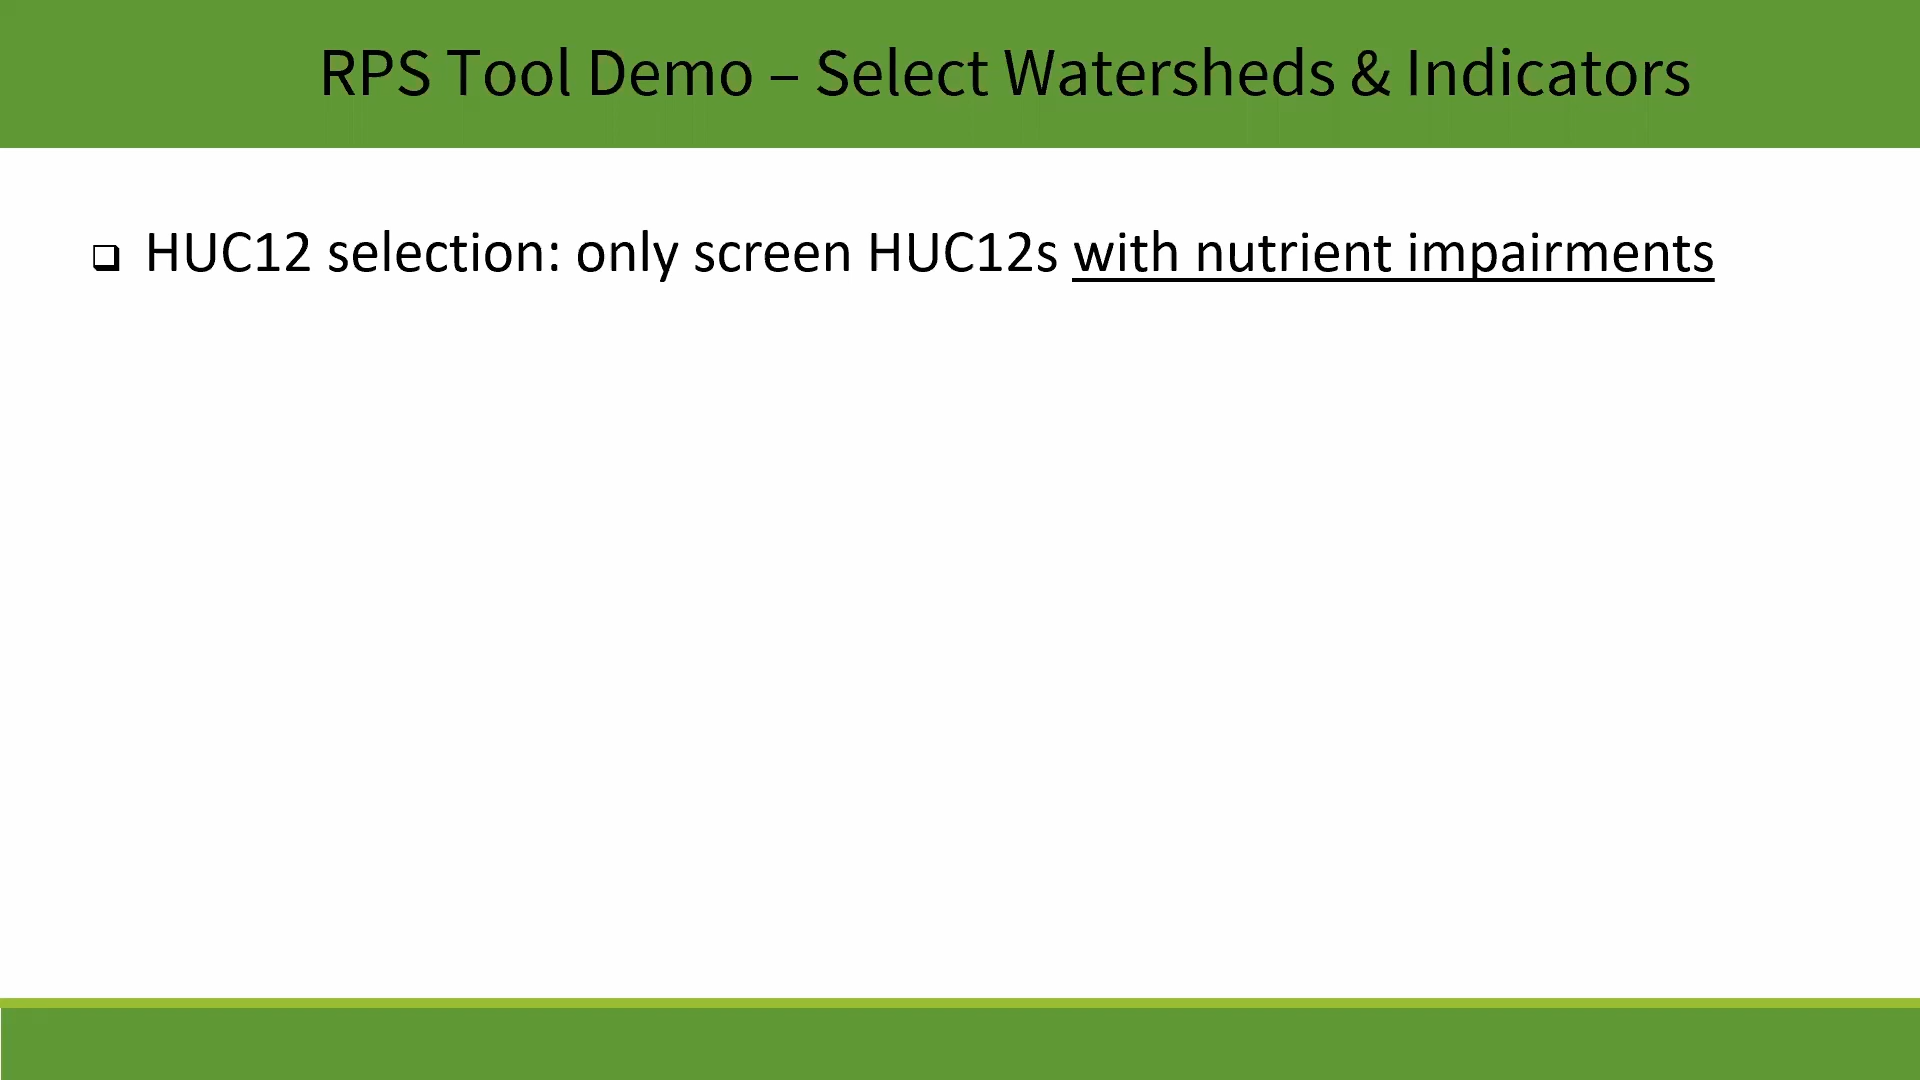 RPS Tool Demo – Select Watersheds & Indicators
HUC12 selection: only screen HUC12s with nutrient impairments